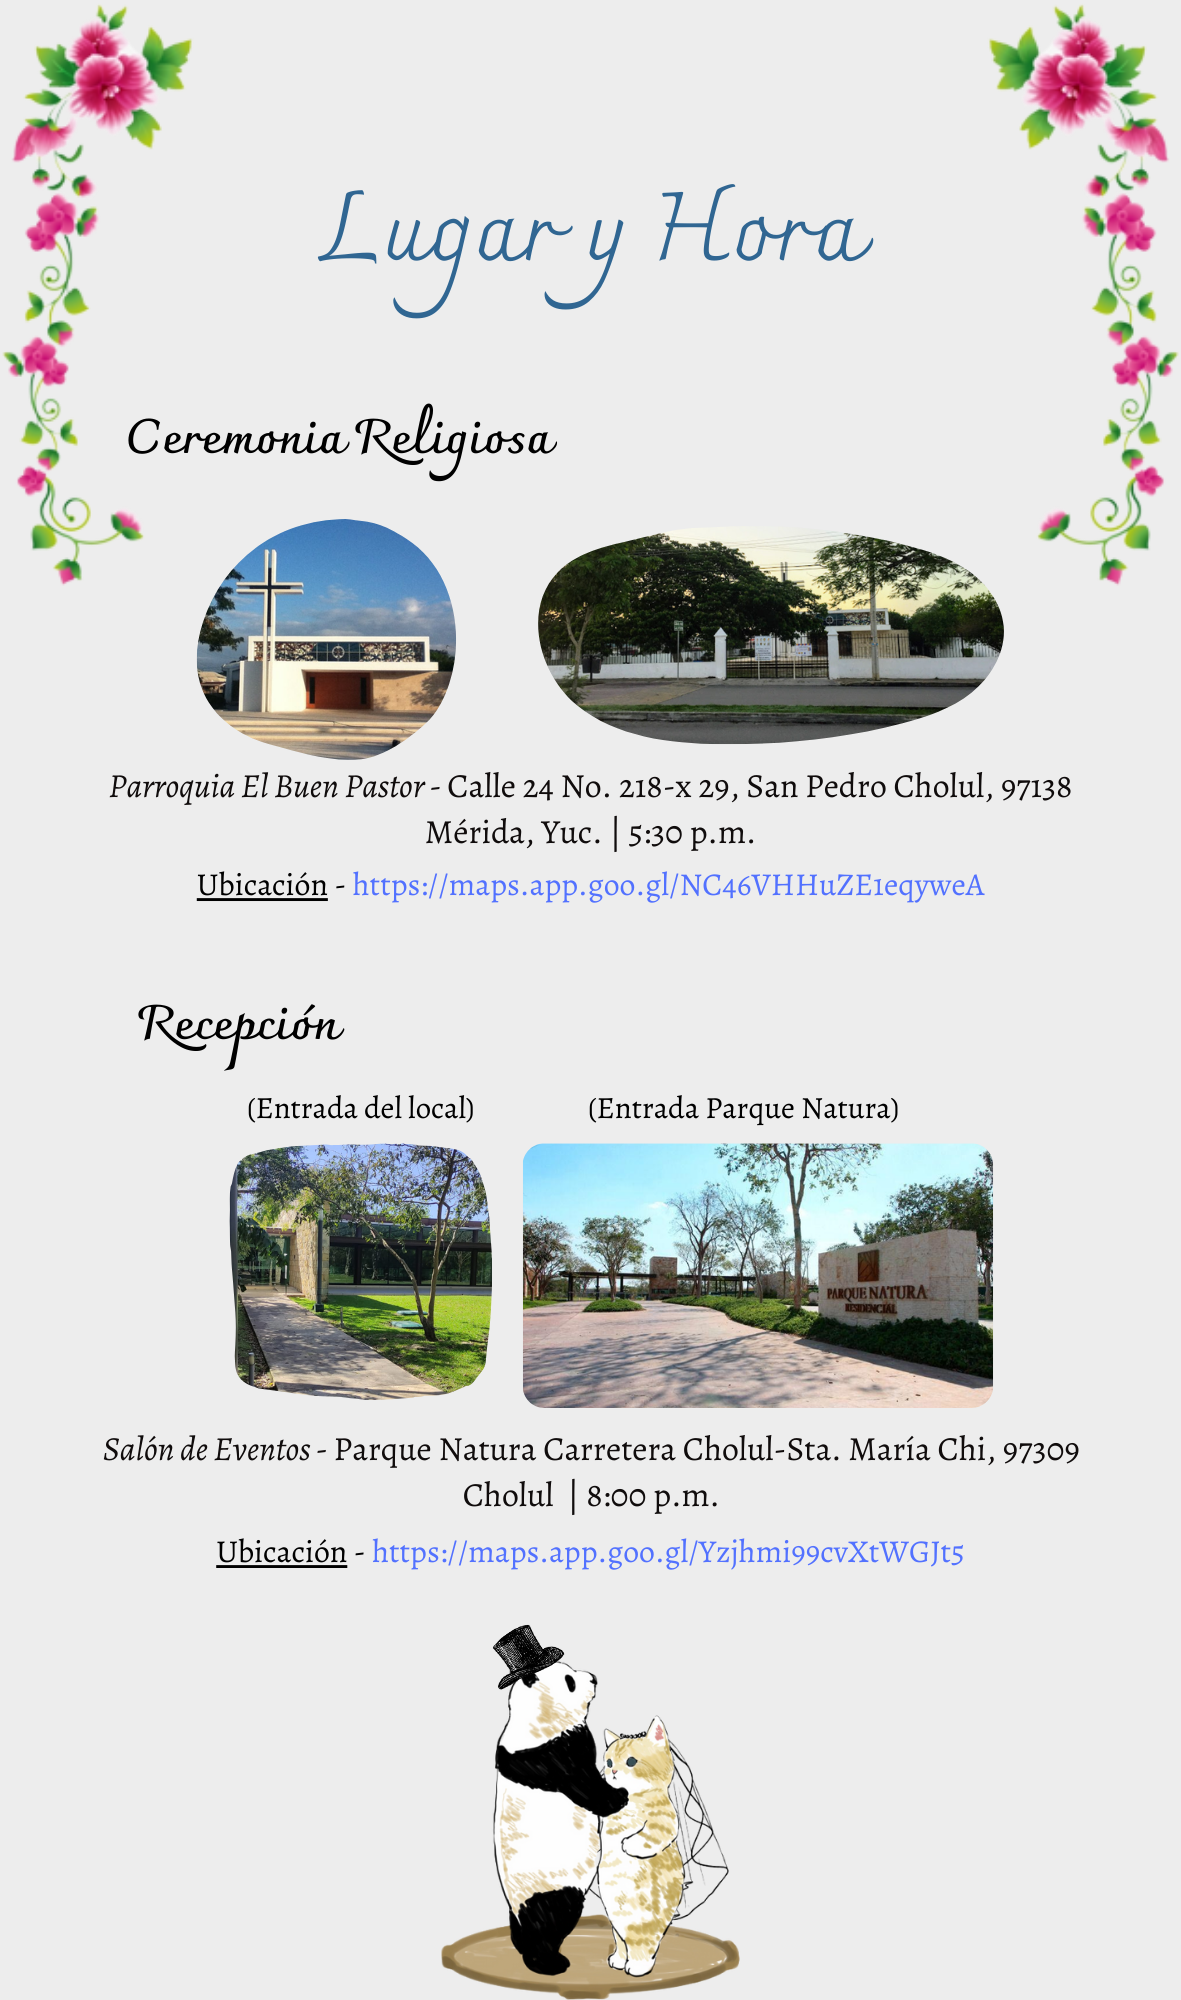 Lugar y Hora
Ceremonia Religiosa
Parroquia El Buen Pastor - Calle 24 No. 218-x 29, San Pedro Cholul, 97138
Mérida, Yuc. | 5:30 p.m.
Ubicación - https://maps.app.goo.gl/NC46VHHuZE1eqyweA
Recepción
(Entrada del local)
(Entrada Parque Natura)
PARQUE NATURA
RESIDENCIAL
Salón de Eventos - Parque Natura Carretera Cholul-Sta. María Chi, 97309
Cholul | 8:00 p.m.
Ubicación - https://maps.app.goo.gl/Yzjhmi99cvXtWGJt5